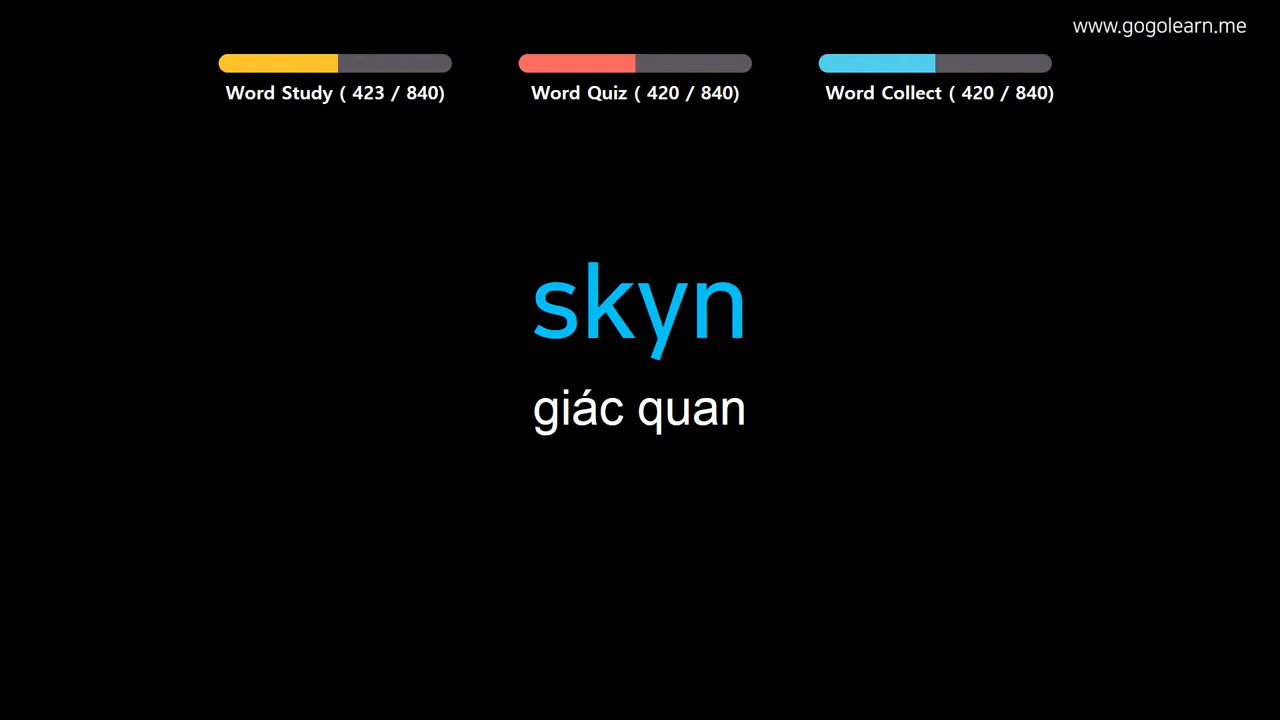 www.gogolearn.me
Word Study ( 423 / 840)
Word Quiz ( 420 / 840)
Word Collect ( 420 / 840)
skyn
giác quan